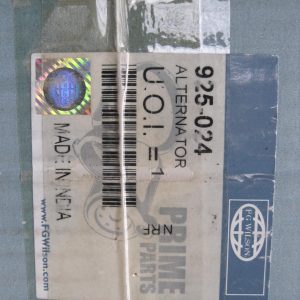 925-024
ALTERNATOR
U.O.I. = 1
ZRF
MADE IN INDIA
PRIME
PARTS
www.FGWilson.com
FG WILSON